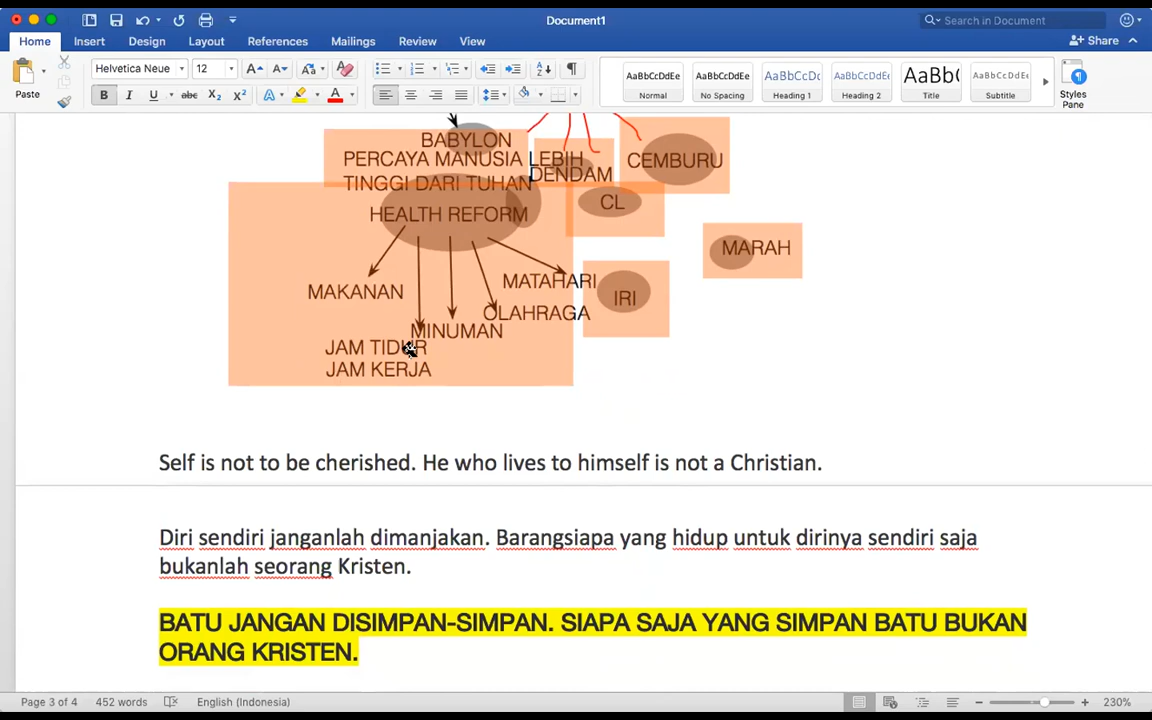 Document1
Search in Document
Home Insert Design Layout References Mailings Review View
Share
Paste
Helvetica Neue 12
AaBbCcDdEe AaBbCcDdEe AaBbCcDc AaBbCcDdEe AaBbC( AaBbCcDdEe
Normal No Spacing Heading 1 Heading 2 Title Subtitle
Styles
Pane
BABYLON
PERCAYA MANUSIA LEBIH
TINGGI DARI TUHAN
DENDAM
CEMBURU
CL
HEALTH REFORM
MARAH
MATAHARI
MAKANAN
IRI
OLAHRAGA
MINUMAN
JAM TIDUR
JAM KERJA
Self is not to be cherished. He who lives to himself is not a Christian.
Diri sendiri janganlah dimanjakan. Barangsiapa yang hidup untuk dirinya sendiri saja
bukanlah seorang Kristen.
BATU JANGAN DISIMPAN-SIMPAN. SIAPA SAJA YANG SIMPAN BATU BUKAN
ORANG KRISTEN.
Page 3 of 4 452 words English (Indonesia) 230%